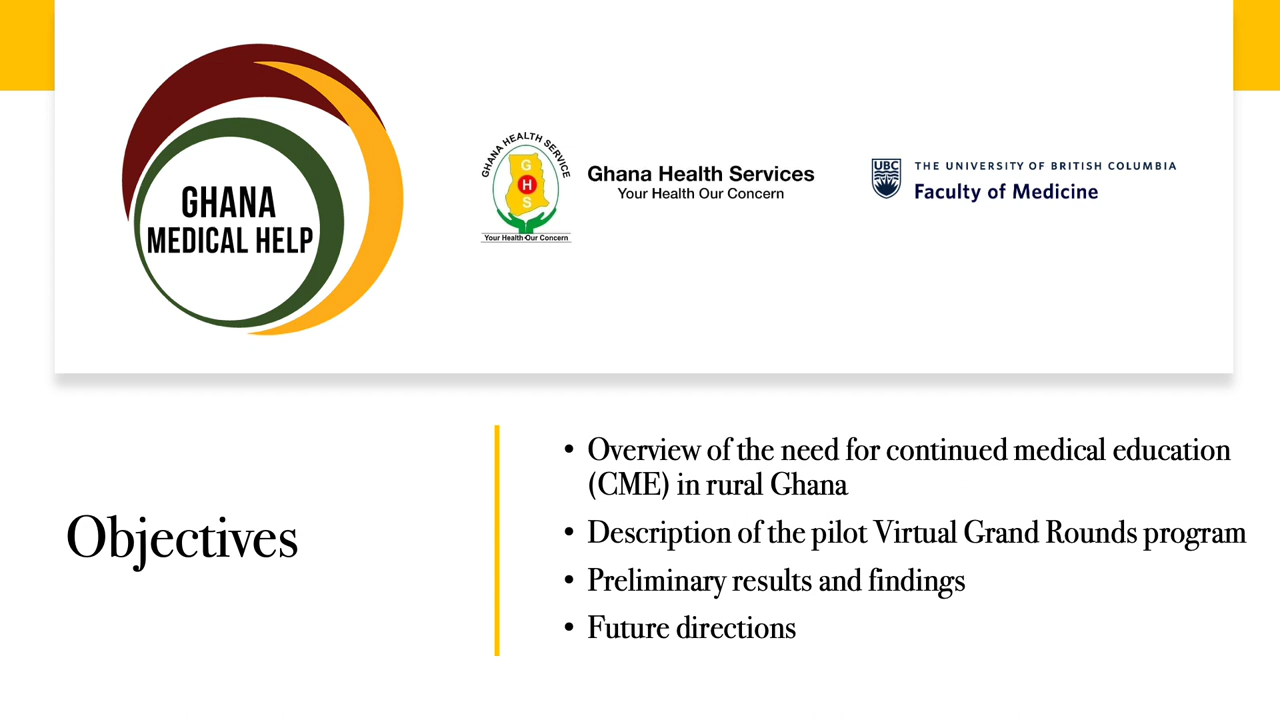 GHANA
MEDICAL HELP
GHANA HEALTH SERVICE
G
H
S
Your Health Our Concern
Ghana Health Services
Your Health Our Concern
UBC
THE UNIVERSITY OF BRITISH COLUMBIA
Faculty of Medicine
Objectives
• Overview of the need for continued medical education
(CME) in rural Ghana
• Description of the pilot Virtual Grand Rounds program
• Preliminary results and findings
• Future directions